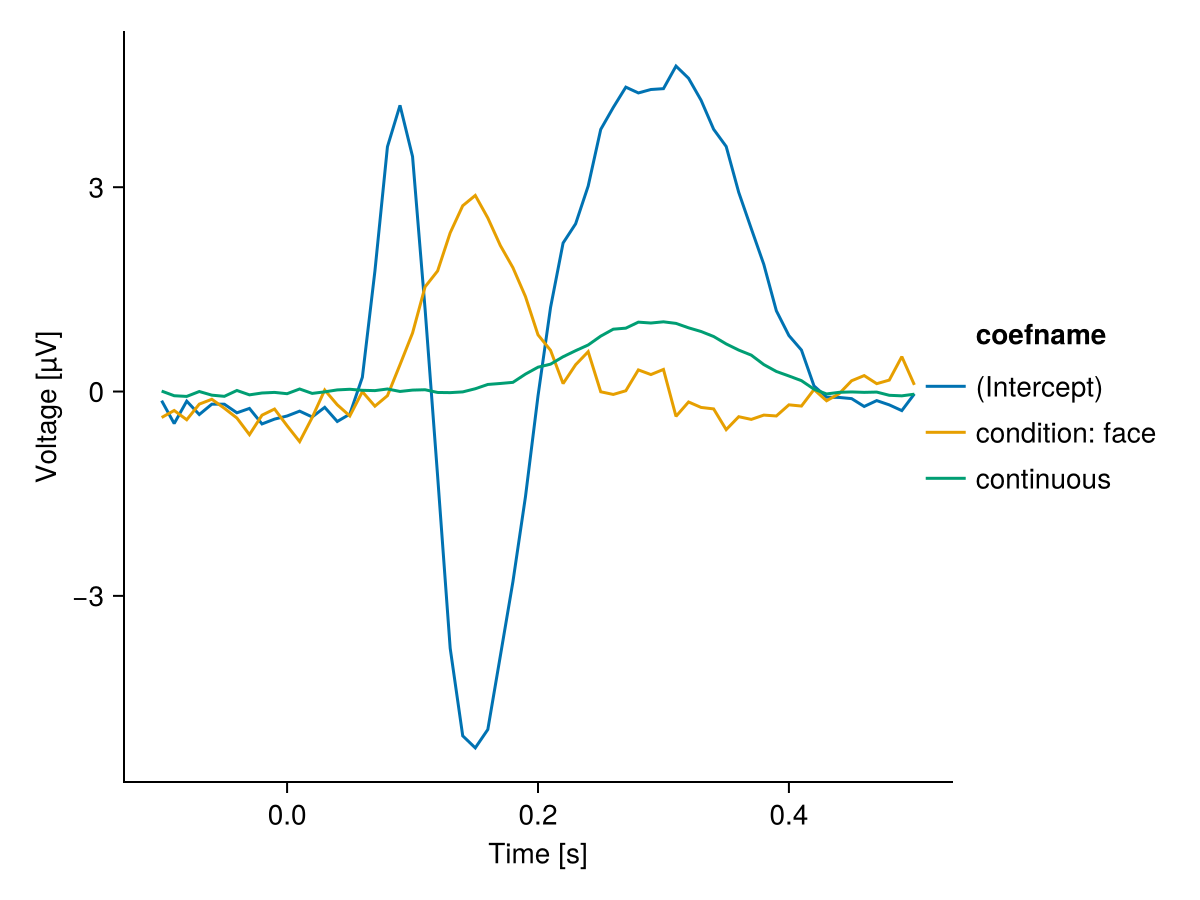 Voltage [µV]
3
0
−3
0.0
0.2
0.4
Time [s]
coefname
(Intercept)
condition: face
continuous